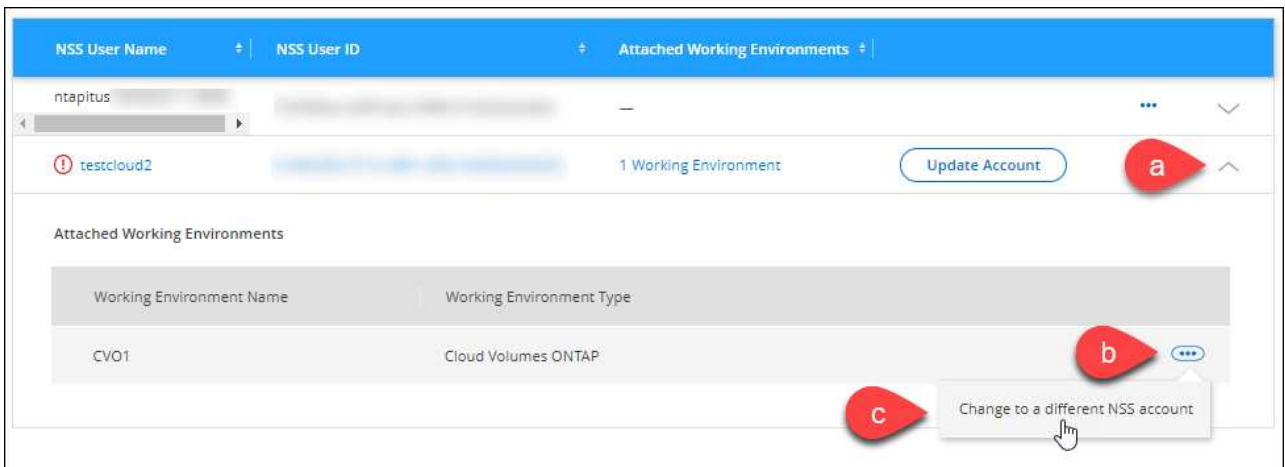 NSS User Name NSS User ID Attached Working Environments
ntapitus
—
testcloud2 1 Working Environment Update Account a
Attached Working Environments
Working Environment Name Working Environment Type
CVO1 Cloud Volumes ONTAP b
c Change to a different NSS account